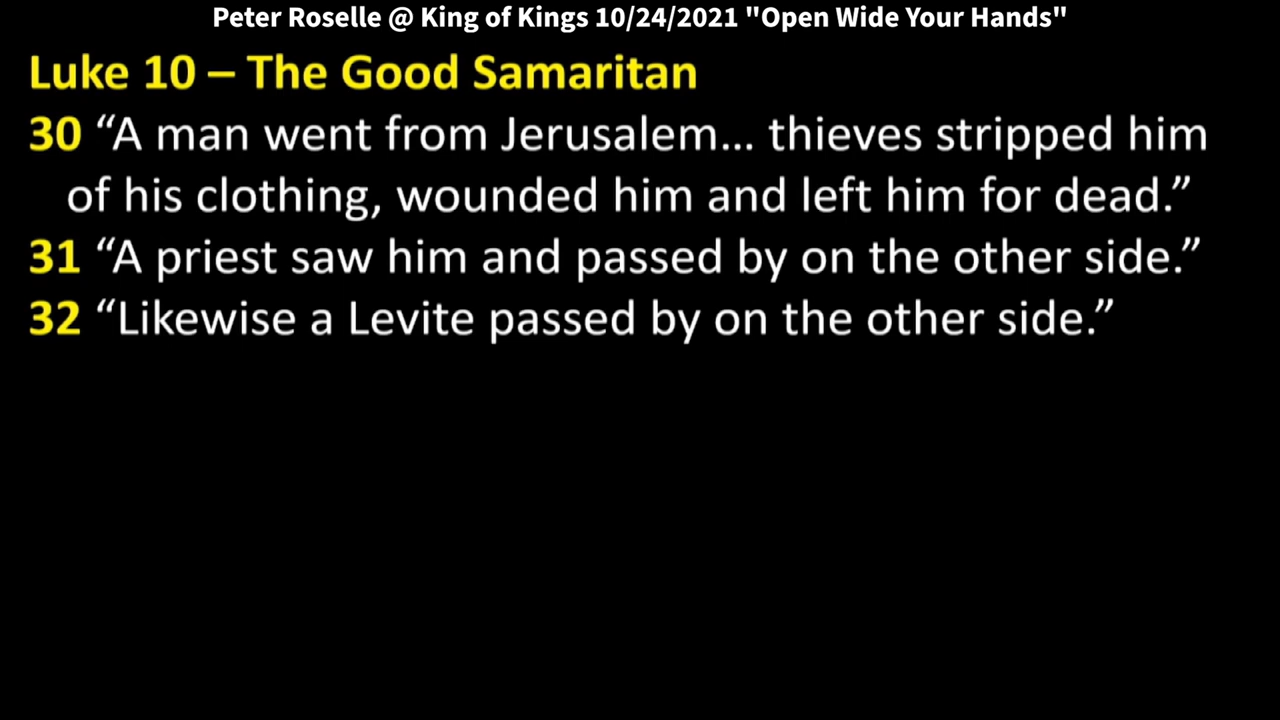 Peter Roselle @ King of Kings 10/24/2021 "Open Wide Your Hands"
Luke 10 – The Good Samaritan
30 “A man went from Jerusalem... thieves stripped him
of his clothing, wounded him and left him for dead.”
31 “A priest saw him and passed by on the other side.”
32 “Likewise a Levite passed by on the other side.”